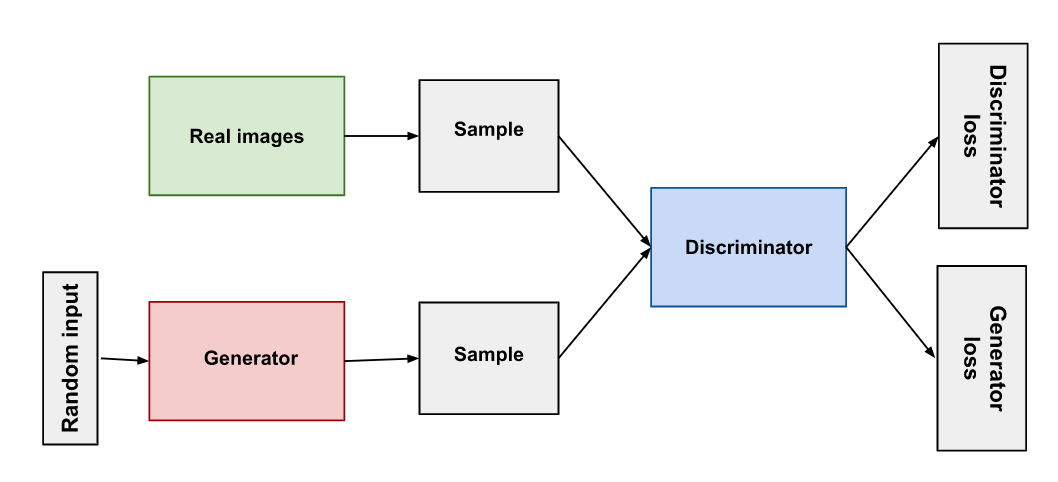 Real images
Sample
Discriminator
loss
Discriminator
Random input
Generator
Sample
Generator
loss